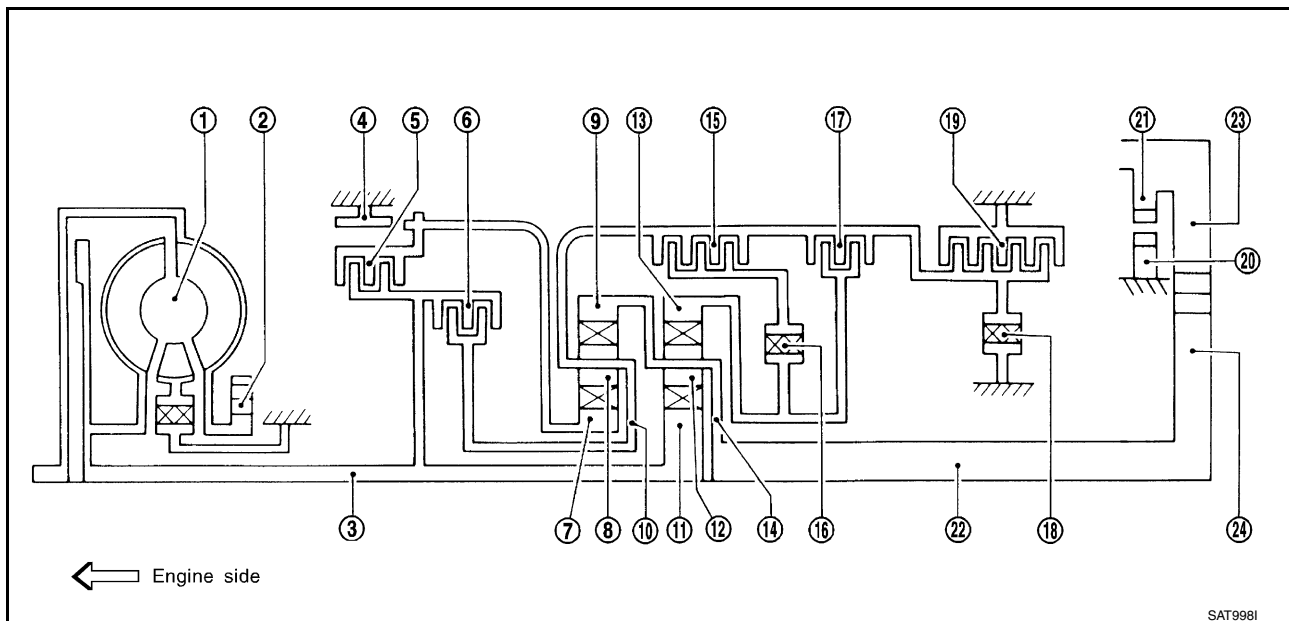 ① ② ④ ⑤ ⑥ ⑨ ⑬ ⑮ ⑰ ⑲ ㉑ ㉓
⑳
③ ⑦ ⑧ ⑩ ⑪ ⑫ ⑭ ⑯ ㉒ ⑱ ㉔
Engine side
SAT998I